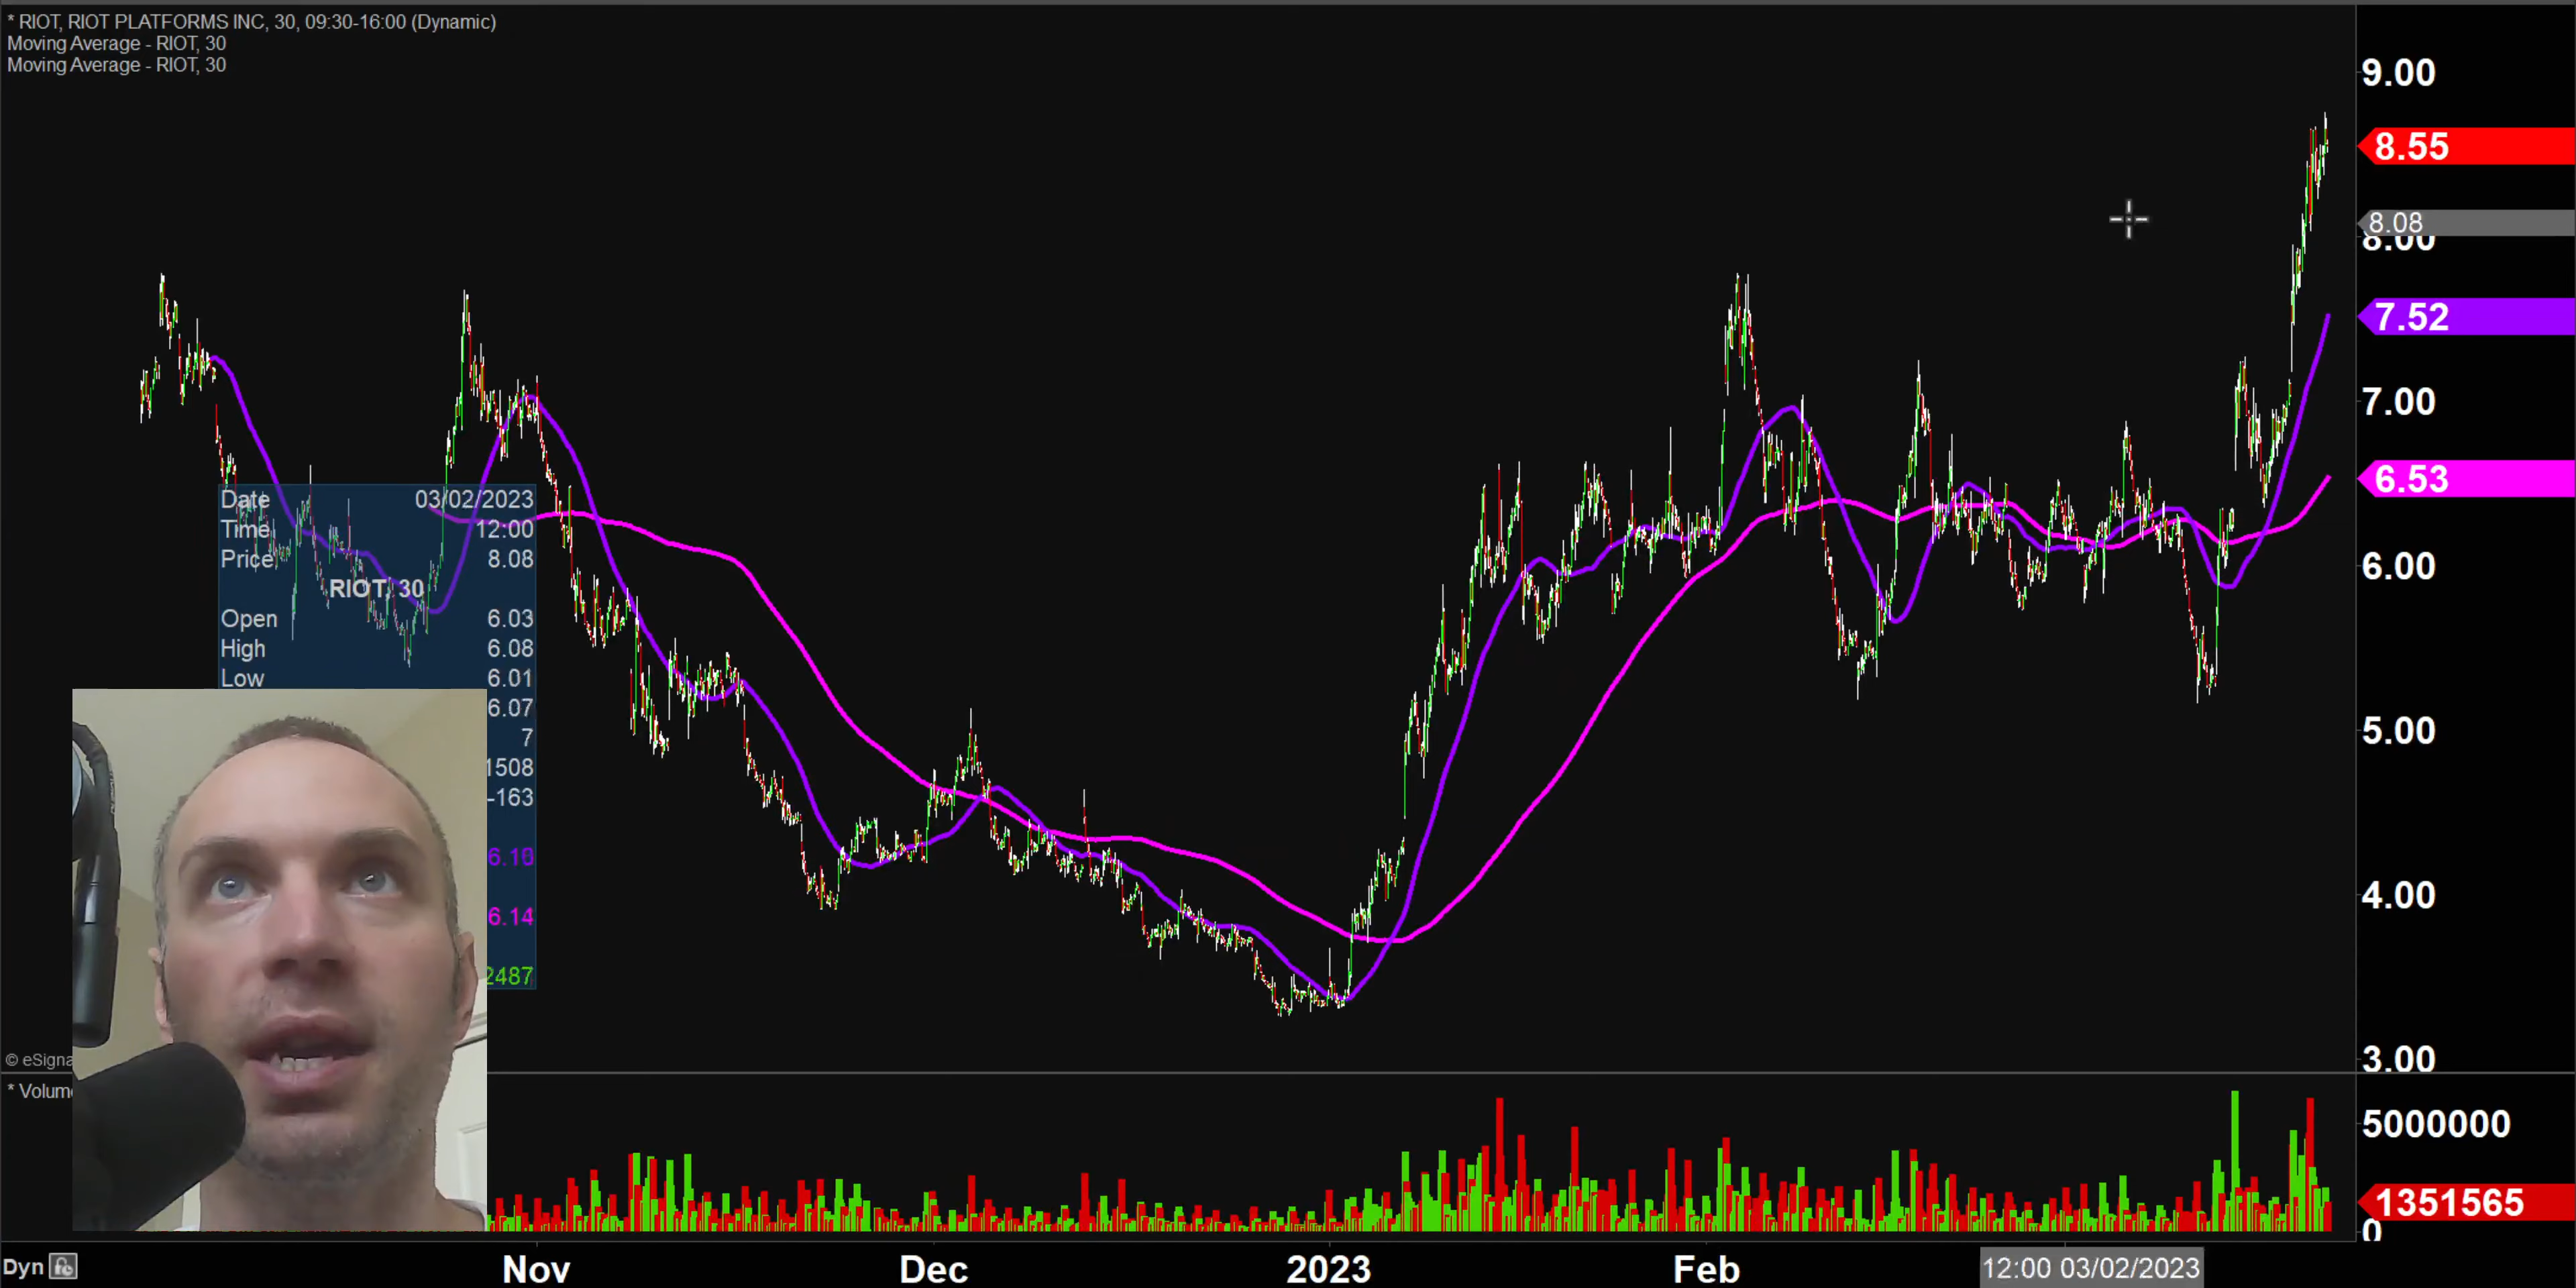 * RIOT, RIOT PLATFORMS INC, 30, 09:30-16:00 (Dynamic)
Moving Average - RIOT, 30
Moving Average - RIOT, 30
9.00
8.55
8.08
8.00
7.52
7.00
6.53
6.00
5.00
4.00
3.00
Date 03/02/2023
Time 12:00
Price 8.08
RIOT, 30
Open 6.03
High 6.08
Low 6.01
6.07
7
1508
-163
6.14
2487
© eSigna
* Volum
5000000
1351565
0
Dyn
Nov Dec 2023 Feb 12:00 03/02/2023